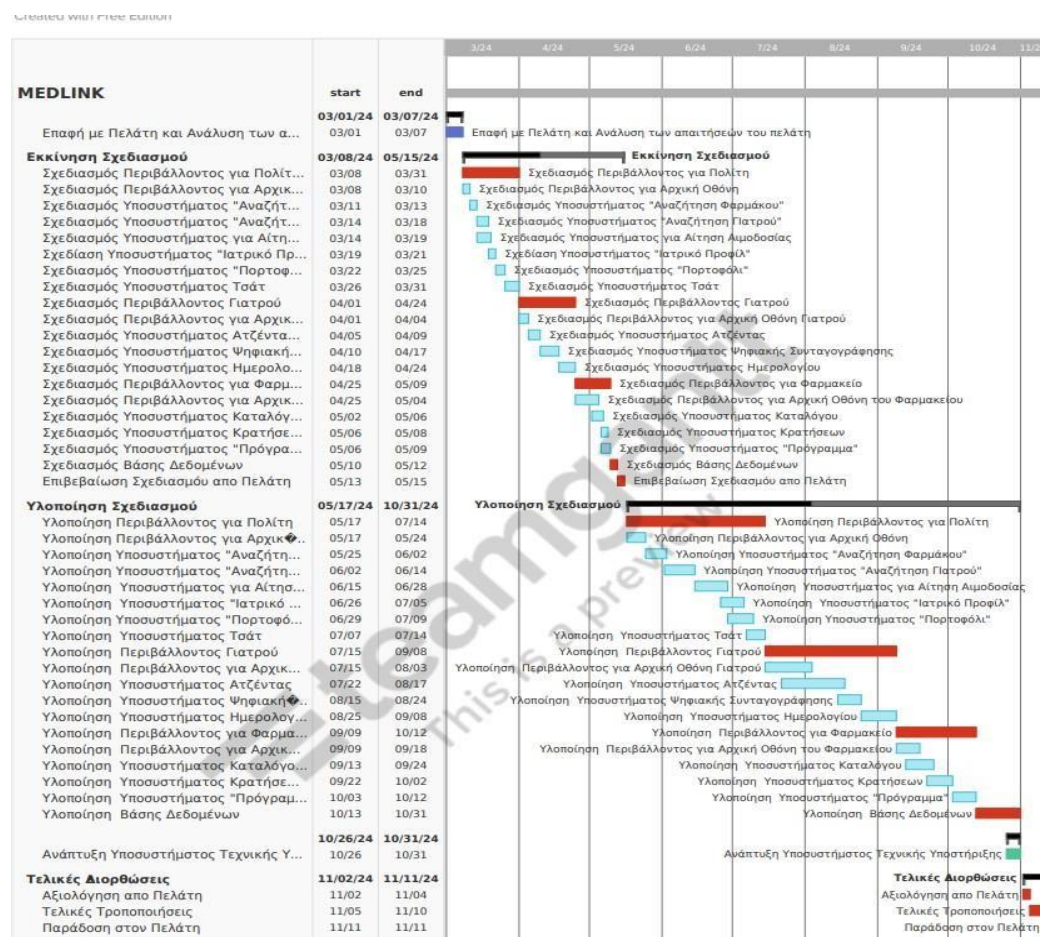 Created with Free Edition
3/24 4/24 5/24 6/24 7/24 8/24 9/24 10/24 11/2
MEDLINK start end
03/01/24 03/07/24
Επαφή με Πελάτη και Ανάλυση των α... 03/01 03/07 Επαφή με Πελάτη και Ανάλυση των απαιτήσεών του πελάτη
Εκκίνηση Σχεδιασμού 03/08/24 05/15/24 Εκκίνηση Σχεδιασμού
Σχεδιασμός Περιβάλλοντος για Πολίτ... 03/08 03/31 Σχεδιασμός Περιβάλλοντος για Πολίτη
Σχεδιασμός Περιβάλλοντος για Αρχικ... 03/08 03/10 Σχεδιασμός Περιβάλλοντος για Αρχική Οθόνη
Σχεδιασμός Υποσυστήματος "Αναζήτ... 03/11 03/13 Σχεδιασμός Υποσυστήματος "Αναζήτηση Φαρμάκου"
Σχεδιασμός Υποσυστήματος "Αναζήτ... 03/14 03/18 Σχεδιασμός Υποσυστήματος "Αναζήτηση Γιατρού"
Σχεδιασμός Υποσυστήματος για Αίτη... 03/14 03/19 Σχεδιασμός Υποσυστήματος για Αίτηση Αιμοδοσίας
Σχεδίαση Υποσυστήματος "Ιατρικό Πρ... 03/19 03/21 Σχεδίαση Υποσυστήματος "Ιατρικό Προφίλ"
Σχεδιασμός Υποσυστήματος "Πορτοφ... 03/22 03/25 Σχεδιασμός Υποσυστήματος "Πορτοφόλι"
Σχεδιασμός Υποσυστήματος Τσάτ 03/26 03/31 Σχεδιασμός Υποσυστήματος Τσάτ
Σχεδιασμός Περιβάλλοντος Γιατρού 04/01 04/24 Σχεδιασμός Περιβάλλοντος Γιατρού
Σχεδιασμός Περιβάλλοντος για Αρχικ... 04/01 04/04 Σχεδιασμός Περιβάλλοντος για Αρχική Οθόνη Γιατρού
Σχεδιασμός Υποσυστήματος Ατζέντα... 04/05 04/09 Σχεδιασμός Υποσυστήματος Ατζέντας
Σχεδιασμός Υποσυστήματος Ψηφιακή... 04/10 04/17 Σχεδιασμός Υποσυστήματος Ψηφιακής Συνταγογράφησης
Σχεδιασμός Υποσυστήματος Ημερολο... 04/18 04/24 Σχεδιασμός Υποσυστήματος Ημερολογίου
Σχεδιασμός Περιβάλλοντος για Φαρμ... 04/25 05/09 Σχεδιασμός Περιβάλλοντος για Φαρμακείο
Σχεδιασμός Περιβάλλοντος για Αρχικ... 04/25 05/04 Σχεδιασμός Περιβάλλοντος για Αρχική Οθόνη του Φαρμακείου
Σχεδιασμός Υποσυστήματος Καταλόγ... 05/02 05/06 Σχεδιασμός Υποσυστήματος Καταλόγου
Σχεδιασμός Υποσυστήματος Κρατήσε... 05/06 05/08 Σχεδιασμός Υποσυστήματος Κρατήσεων
Σχεδιασμός Υποσυστήματος "Πρόγρα... 05/06 05/09 Σχεδιασμός Υποσυστήματος "Πρόγραμμα"
Σχεδιασμός Βάσης Δεδομένων 05/10 05/12 Σχεδιασμός Βάσης Δεδομένων
Επιβεβαίωση Σχεδιασμόυ απο Πελάτη 05/13 05/15 Επιβεβαίωση Σχεδιασμόυ απο Πελάτη
Υλοποίηση Σχεδιασμού 05/17/24 10/31/24 Υλοποίηση Σχεδιασμού
Υλοποίηση Περιβάλλοντος για Πολίτη 05/17 07/14 Υλοποίηση Περιβάλλοντος για Πολίτη
Υλοποίηση Περιβάλλοντος για Αρχικ�... 05/17 05/24 Υλοποίηση Περιβάλλοντος για Αρχική Οθόνη
Υλοποίηση Υποσυστήματος "Αναζήτη... 05/25 06/02 Υλοποίηση Υποσυστήματος "Αναζήτηση Φαρμάκου"
Υλοποίηση Υποσυστήματος "Αναζήτη... 06/02 06/14 Υλοποίηση Υποσυστήματος "Αναζήτηση Γιατρού"
Υλοποίηση Υποσυστήματος για Αίτησ... 06/15 06/28 Υλοποίηση Υποσυστήματος για Αίτηση Αιμοδοσίας
Υλοποίηση Υποσυστήματος "Ιατρικό ... 06/26 07/05 Υλοποίηση Υποσυστήματος "Ιατρικό Προφίλ"
Υλοποίηση Υποσυστήματος "Πορτοφό... 06/29 07/09 Υλοποίηση Υποσυστήματος "Πορτοφόλι"
Υλοποίηση Υποσυστήματος Τσάτ 07/07 07/14 Υλοποίηση Υποσυστήματος Τσάτ
Υλοποίηση Περιβάλλοντος Γιατρού 07/15 09/08 Υλοποίηση Περιβάλλοντος Γιατρού
Υλοποίηση Περιβάλλοντος για Αρχικ... 07/15 08/03 Υλοποίηση Περιβάλλοντος για Αρχική Οθόνη Γιατρού
Υλοποίηση Υποσυστήματος Ατζέντας 07/22 08/17 Υλοποίηση Υποσυστήματος Ατζέντας
Υλοποίηση Υποσυστήματος Ψηφιακή�.. 08/15 08/24 Υλοποίηση Υποσυστήματος Ψηφιακής Συνταγογράφησης
Υλοποίηση Υποσυστήματος Ημερολογ... 08/25 09/08 Υλοποίηση Υποσυστήματος Ημερολογίου
Υλοποίηση Περιβάλλοντος για Φαρμα... 09/09 10/12 Υλοποίηση Περιβάλλοντος για Φαρμακείο
Υλοποίηση Περιβάλλοντος για Αρχικ... 09/09 09/18 Υλοποίηση Περιβάλλοντος για Αρχική Οθόνη του Φαρμακείου
Υλοποίηση Υποσυστήματος Καταλόγο... 09/13 09/24 Υλοποίηση Υποσυστήματος Καταλόγου
Υλοποίηση Υποσυστήματος Κρατήσε... 09/22 10/02 Υλοποίηση Υποσυστήματος Κρατήσεων
Υλοποίηση Υποσυστήματος "Πρόγραμ... 10/03 10/12 Υλοποίηση Υποσυστήματος "Πρόγραμμα"
Υλοποίηση Βάσης Δεδομένων 10/13 10/31 Υλοποίηση Βάσης Δεδομένων
10/26/24 10/31/24
Ανάπτυξη Υποσυστήμστος Τεχνικής Υ... 10/26 10/31 Ανάπτυξη Υποσυστήμστος Τεχνικής Υποστήριξης
Τελικές Διορθώσεις 11/02/24 11/11/24 Τελικές Διορθώσεις
Αξιολόγηση απο Πελάτη 11/02 11/04 Αξιολόγηση απο Πελάτη
Τελικές Τροποποιήσεις 11/05 11/10 Τελικές Τροποποιήσεις
Παράδοση στον Πελάτη 11/11 11/11 Παράδοση στον Πελάτη
teamgantt
This is a preview